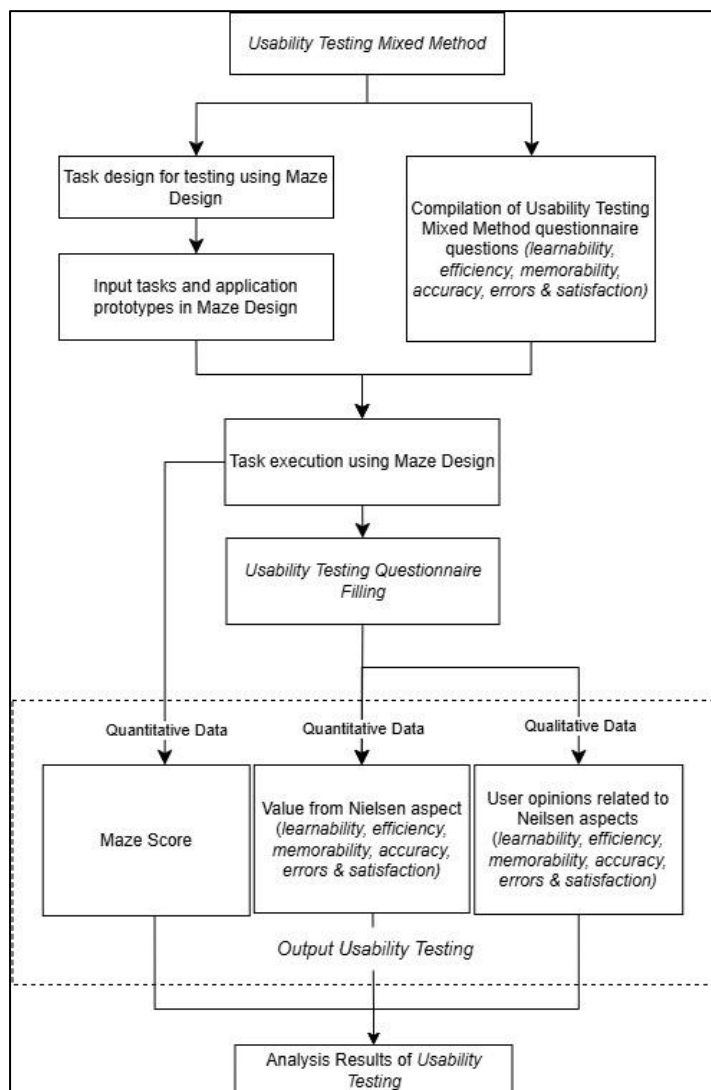 Usability Testing Mixed Method
Task design for testing using Maze
Design
Compilation of Usability Testing
Mixed Method questionnaire
questions (learnability,
efficiency, memorability,
accuracy, errors & satisfaction)
Input tasks and application
prototypes in Maze Design
Task execution using Maze Design
Usability Testing Questionnaire
Filling
Quantitative Data
Quantitative Data
Qualitative Data
Maze Score
Value from Nielsen aspect
(learnability, efficiency,
memorability, accuracy,
errors & satisfaction)
User opinions related to
Neilsen aspects
(learnability, efficiency,
memorability, accuracy,
errors & satisfaction)
Output Usability Testing
Analysis Results of Usability
Testing